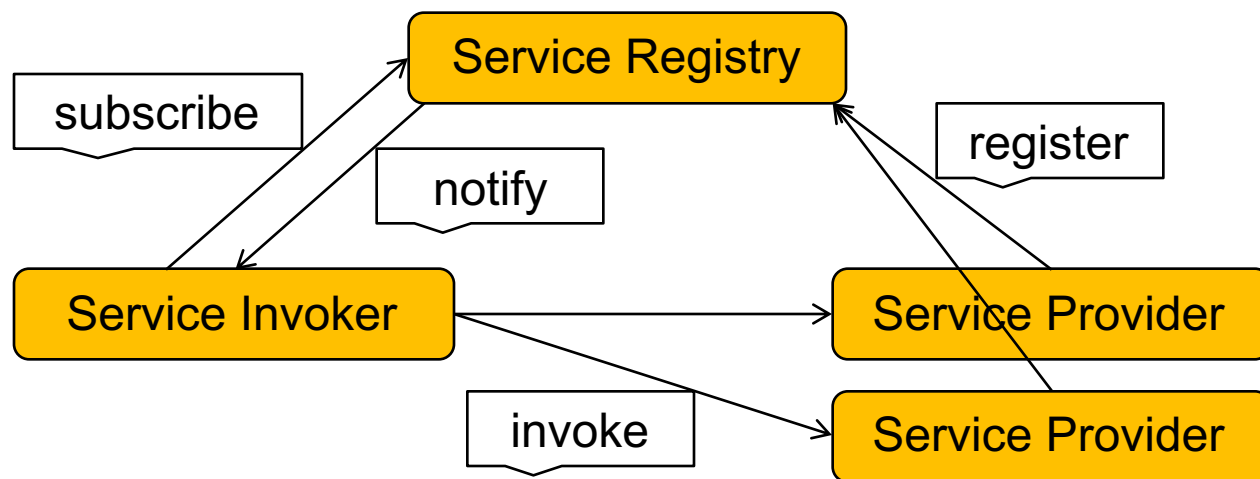 Service Registry
subscribe
register
notify
Service Invoker
Service Provider
Service Provider
invoke